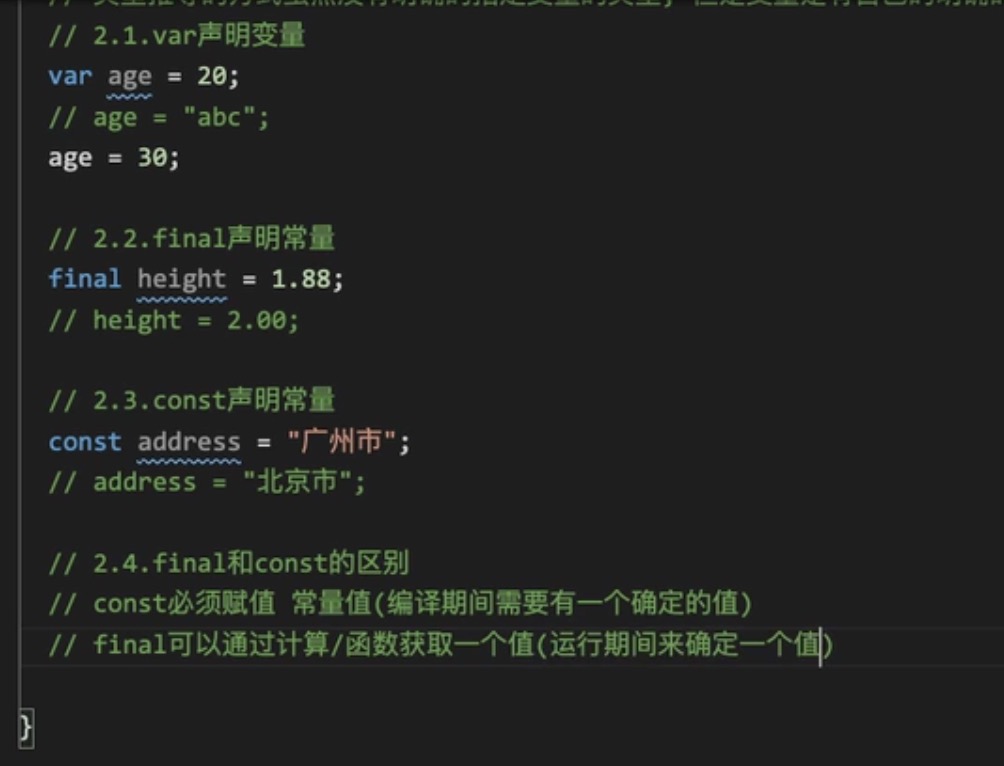 // 2.1.var声明变量
var age = 20;
// age = "abc";
age = 30;
// 2.2.final声明常量
final height = 1.88;
// height = 2.00;
// 2.3.const声明常量
const address = "广州市";
// address = "北京市";
// 2.4.final和const的区别
// const必须赋值 常量值(编译期间需要有一个确定的值)
// final可以通过计算/函数获取一个值(运行期间来确定一个值)
}